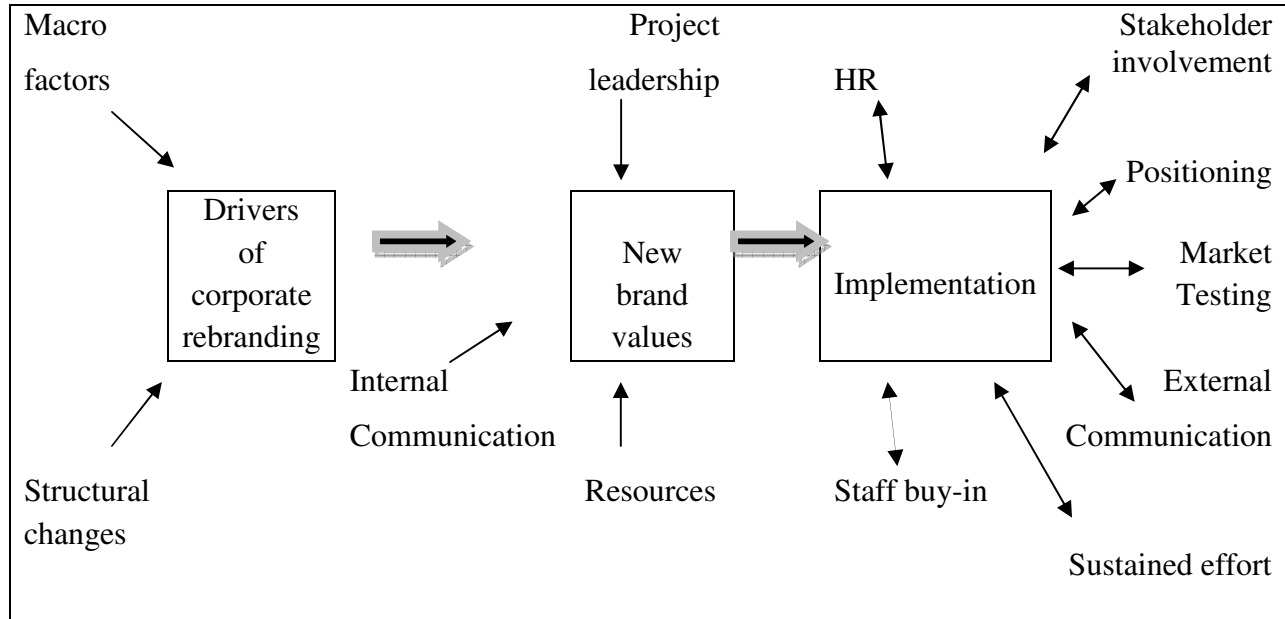 Macro
factors
Project
leadership
HR
Stakeholder
involvement
Positioning
Market
Testing
Drivers
of
corporate
rebranding
New
brand
values
Implementation
Internal
Communication
External
Communication
Structural
changes
Resources
Staff buy-in
Sustained effort